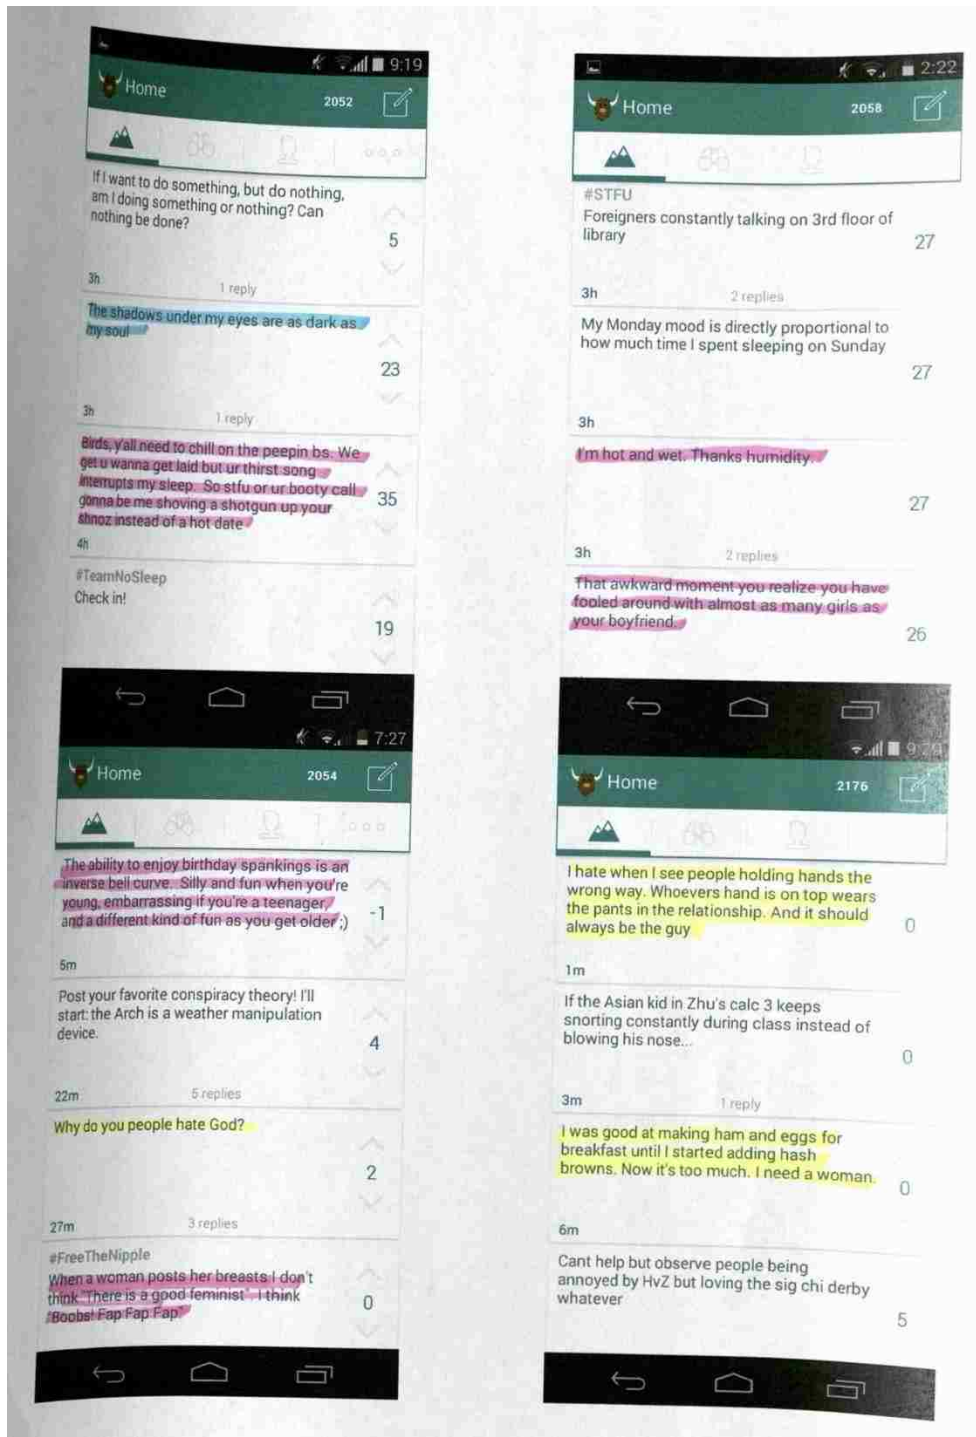 9:19
Home
2052
If I want to do something, but do nothing,
am I doing something or nothing? Can
nothing be done?
5
3h
1 reply
The shadows under my eyes are as dark as
my soul
23
3h
1 reply
Birds, y'all need to chill on the peepin bs. We
get u wanna get laid but ur thirst song
interrupts my sleep. So stfu or ur booty call
gonna be me shoving a shotgun up your
shnoz instead of a hot date
35
4h
#TeamNoSleep
Check in!
19
7:27
Home
2054
The ability to enjoy birthday spankings is an
inverse bell curve. Silly and fun when you're
young, embarrassing if you're a teenager,
and a different kind of fun as you get older ;)
-1
5m
Post your favorite conspiracy theory! I'll
start: the Arch is a weather manipulation
device.
4
22m
5 replies
Why do you people hate God?
2
27m
3 replies
#FreeTheNipple
When a woman posts her breasts I don't
think "There is a good feminist". I think
"Boobs! Fap Fap Fap."
0
2:22
Home
2058
#STFU
Foreigners constantly talking on 3rd floor of
library
27
3h
2 replies
My Monday mood is directly proportional to
how much time I spent sleeping on Sunday
27
3h
I'm hot and wet. Thanks humidity.
27
3h
2 replies
That awkward moment you realize you have
fooled around with almost as many girls as
your boyfriend.
26
9:29
Home
2176
I hate when I see people holding hands the
wrong way. Whoevers hand is on top wears
the pants in the relationship. And it should
always be the guy
0
1m
If the Asian kid in Zhu's calc 3 keeps
snorting constantly during class instead of
blowing his nose...
0
3m
1 reply
I was good at making ham and eggs for
breakfast until I started adding hash
browns. Now it's too much. I need a woman.
0
6m
Cant help but observe people being
annoyed by HvZ but loving the sig chi derby
whatever
5